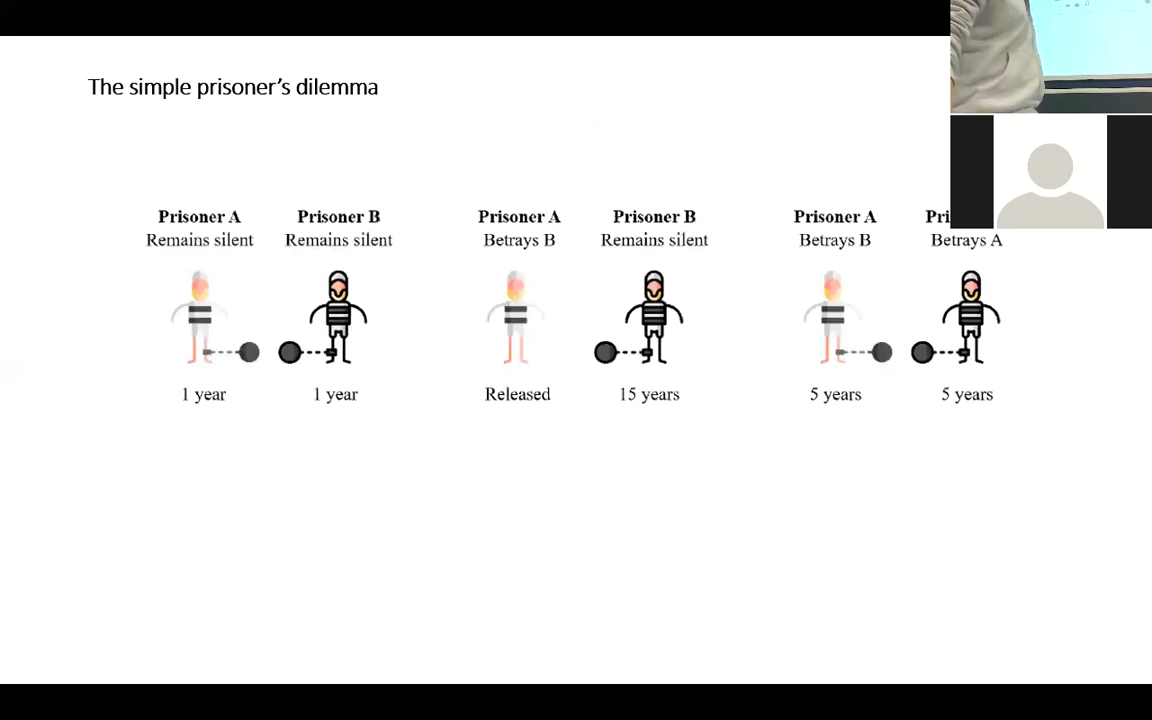 The simple prisoner's dilemma
Prisoner A Prisoner B Prisoner A Prisoner B Prisoner A
Remains silent Remains silent Betrays B Remains silent Betrays B Betrays A
1 year 1 year Released 15 years 5 years 5 years